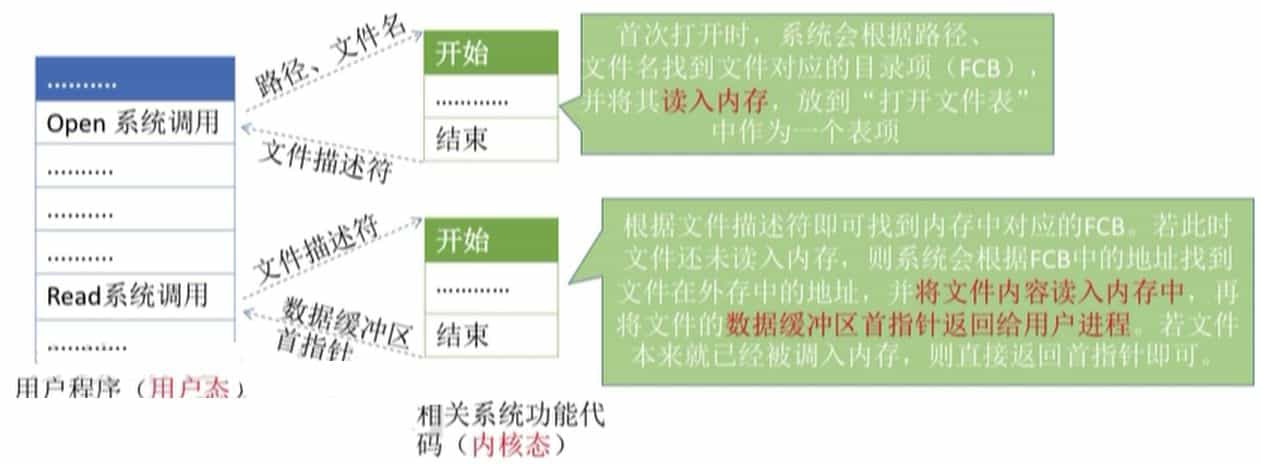 ..........
Open 系统调用
..........
..........
..........
Read系统调用
............
用户程序（用户态）
路径、文件名
文件描述符
开始
............
结束
首次打开时，系统会根据路径、
文件名找到文件对应的目录项（FCB），
并将其读入内存，放到“打开文件表”
中作为一个表项
文件描述符
数据缓冲区
首指针
开始
............
结束
相关系统功能代
码（内核态）
根据文件描述符即可找到内存中对应的FCB。若此时
文件还未读入内存，则系统会根据FCB中的地址找到
文件在外存中的地址，并将文件内容读入内存中，再
将文件的数据缓冲区首指针返回给用户进程。若文件
本来就已经被调入内存，则直接返回首指针即可。